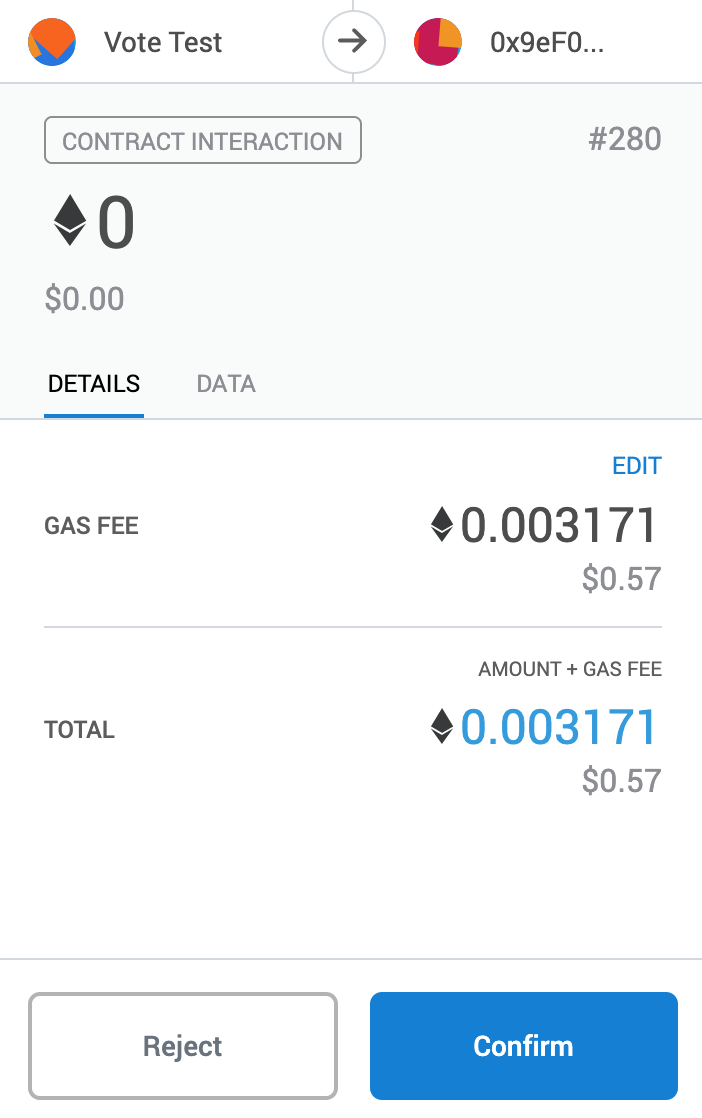 Vote Test
0x9eF0...
CONTRACT INTERACTION
#280
0
$0.00
DETAILS
DATA
EDIT
GAS FEE
0.003171
$0.57
AMOUNT + GAS FEE
TOTAL
0.003171
$0.57
Reject
Confirm